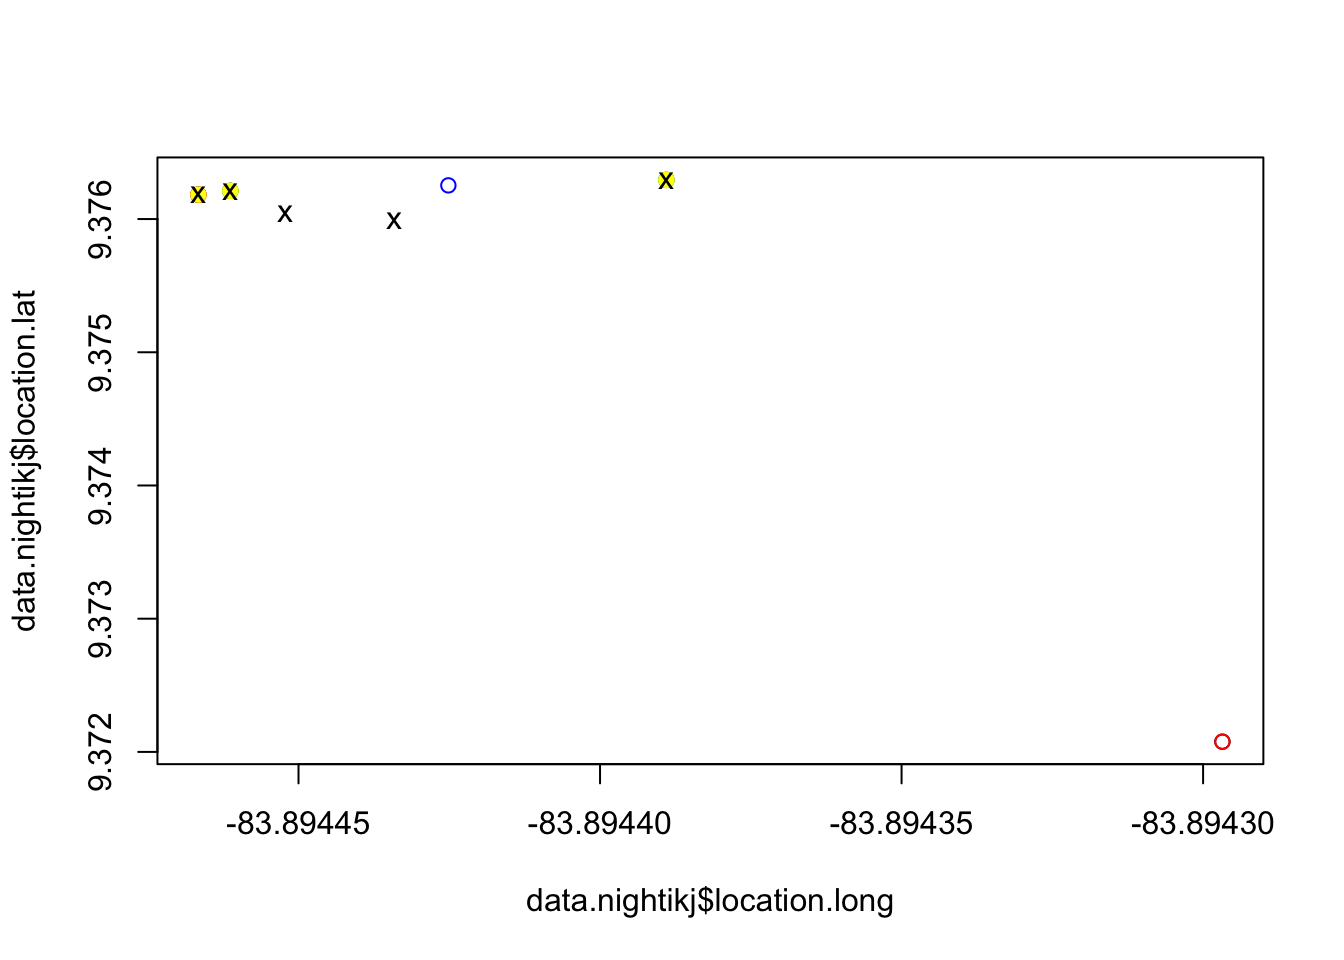 data.nightikj$location.lat
9.376
9.375
9.374
9.373
9.372
x x x x x
-83.89445 -83.89440 -83.89435 -83.89430
data.nightikj$location.long